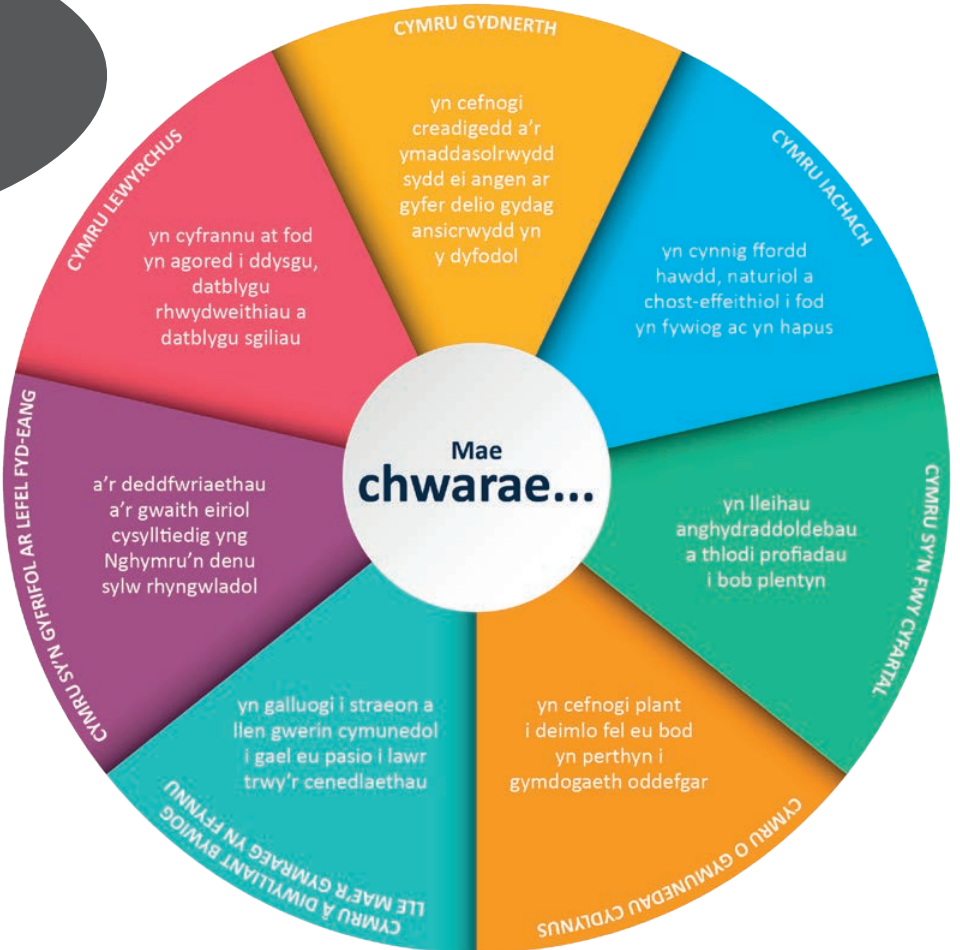 Mae
chwarae...
CYMRU GYDNERTH
yn cefnogi
creadigedd a'r
ymaddasolrwydd
sydd ei angen ar
gyfer delio gydag
ansicrwydd yn
y dyfodol
CYMRU IACHACH
yn cynnig ffordd
hawdd, naturiol a
chost-effeithiol i fod
yn fywiog ac yn hapus
CYMRU SY'N FWY CYFARTAL
yn lleihau
anghydraddoldebau
a thlodi profiadau
i bob plentyn
CYMRU O GYMUNEDAU CYDLYNUS
yn cefnogi plant
i deimlo fel eu bod
yn perthyn i
gymdogaeth oddefgar
CYMRU Â DIWYLLIANT BYWIOG
LLE MAE'R GYMRAEG YN FFYNNU
yn galluogi i straeon a
llen gwerin cymunedol
i gael eu pasio i lawr
trwy'r cenedlaethau
CYMRU SY'N GYFRIFOL AR LEFEL FYD-EANG
a'r deddfwriaethau
a'r gwaith eiriol
cysylltiedig yng
Nghymru'n denu
sylw rhyngwladol
CYMRU LEWYRCHUS
yn cyfrannu at fod
yn agored i ddysgu,
datblygu
rhwydweithiau a
datblygu sgiliau